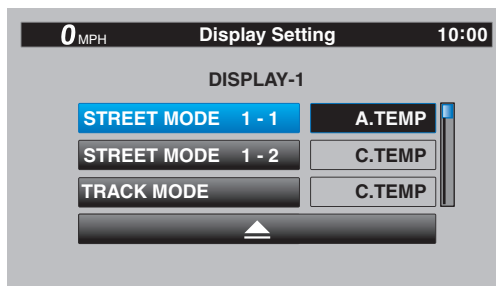 0 MPH Display Setting 10:00
DISPLAY-1
STREET MODE 1 - 1 A.TEMP
STREET MODE 1 - 2 C.TEMP
TRACK MODE C.TEMP